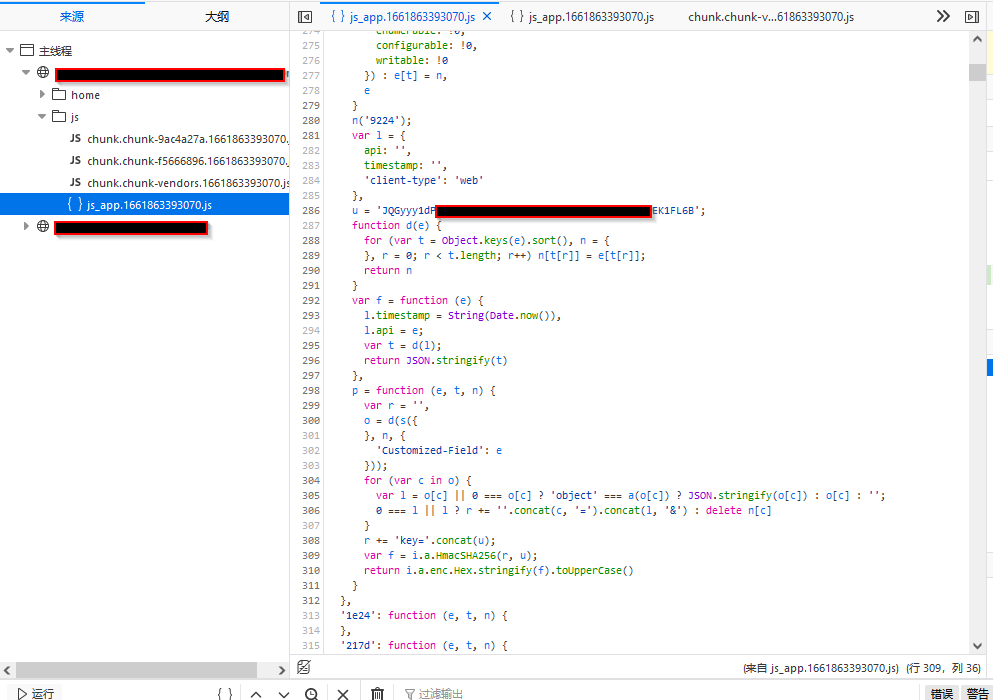 来源
大纲
{ } js_app.1661863393070.js ✕
{ } js_app.1661863393070.js
chunk.chunk-v...61863393070.js
主线程
home
js
JS chunk.chunk-9ac4a27a.1661863393070.
JS chunk.chunk-f5666896.1661863393070.
JS chunk.chunk-vendors.1661863393070.js
{ } js_app.1661863393070.js
274 enumerable: !0,
275 configurable: !0,
276 writable: !0
277 }) : e[t] = n,
278 e
279 }
280 n('9224');
281 var l = {
282 api: '',
283 timestamp: '',
284 'client-type': 'web'
285 },
286 u = 'JQGyyy1dF EK1FL6B';
287 function d(e) {
288 for (var t = Object.keys(e).sort(), n = {
289 }, r = 0; r < t.length; r++) n[t[r]] = e[t[r]];
290 return n
291 }
292 var f = function (e) {
293 l.timestamp = String(Date.now()),
294 l.api = e;
295 var t = d(l);
296 return JSON.stringify(t)
297 },
298 p = function (e, t, n) {
299 var r = '',
300 o = d(s({
301 }, n, {
302 'Customized-Field': e
303 }));
304 for (var c in o) {
305 var l = o[c] || 0 === o[c] ? 'object' === a(o[c]) ? JSON.stringify(o[c]) : o[c] : '';
306 0 === l || l ? r += ''.concat(c, '=').concat(l, '&') : delete n[c]
307 }
308 r += 'key='.concat(u);
309 var f = i.a.HmacSHA256(r, u);
310 return i.a.enc.Hex.stringify(f).toUpperCase()
311 }
312 },
313 '1e24': function (e, t, n) {
314 },
315 '217d': function (e, t, n) {
(来自 js_app.1661863393070.js) (行 309，列 36)
运行
{ }
过滤输出
错误
警告